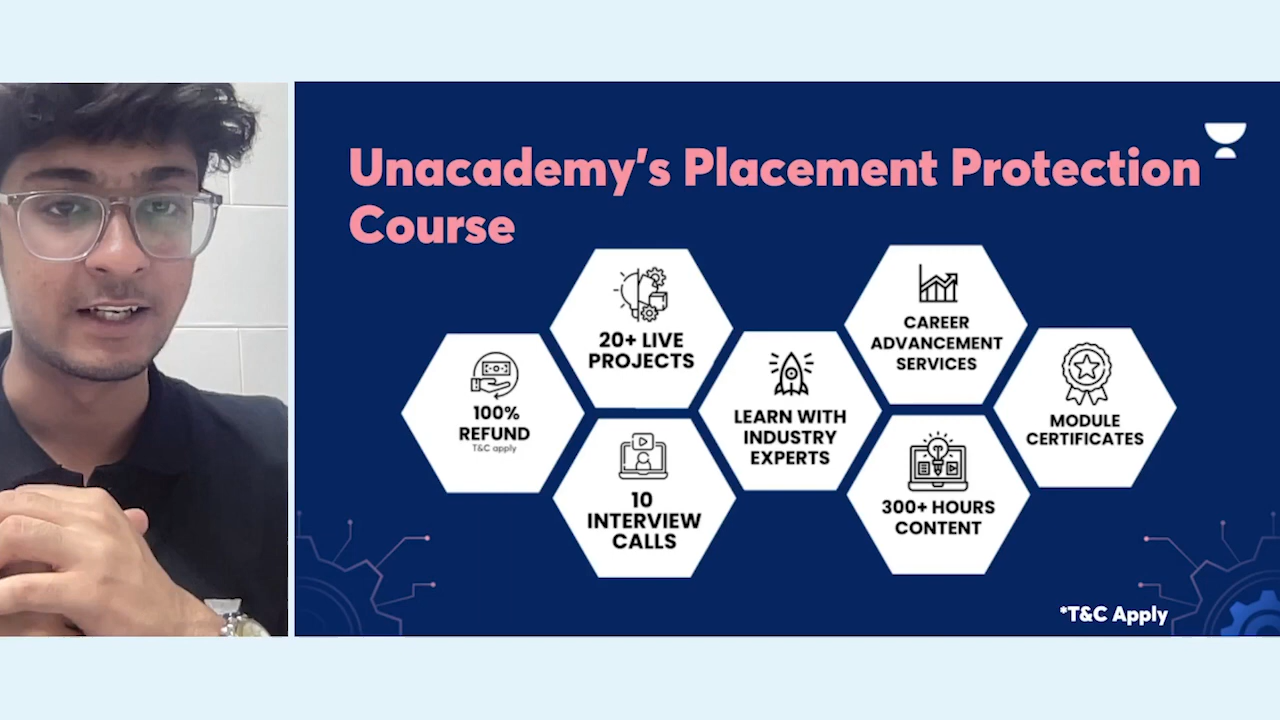 Unacademy's Placement Protection
Course
100%
REFUND
T&C apply
20+ LIVE
PROJECTS
10
INTERVIEW
CALLS
LEARN WITH
INDUSTRY
EXPERTS
CAREER
ADVANCEMENT
SERVICES
300+ HOURS
CONTENT
MODULE
CERTIFICATES
*T&C Apply